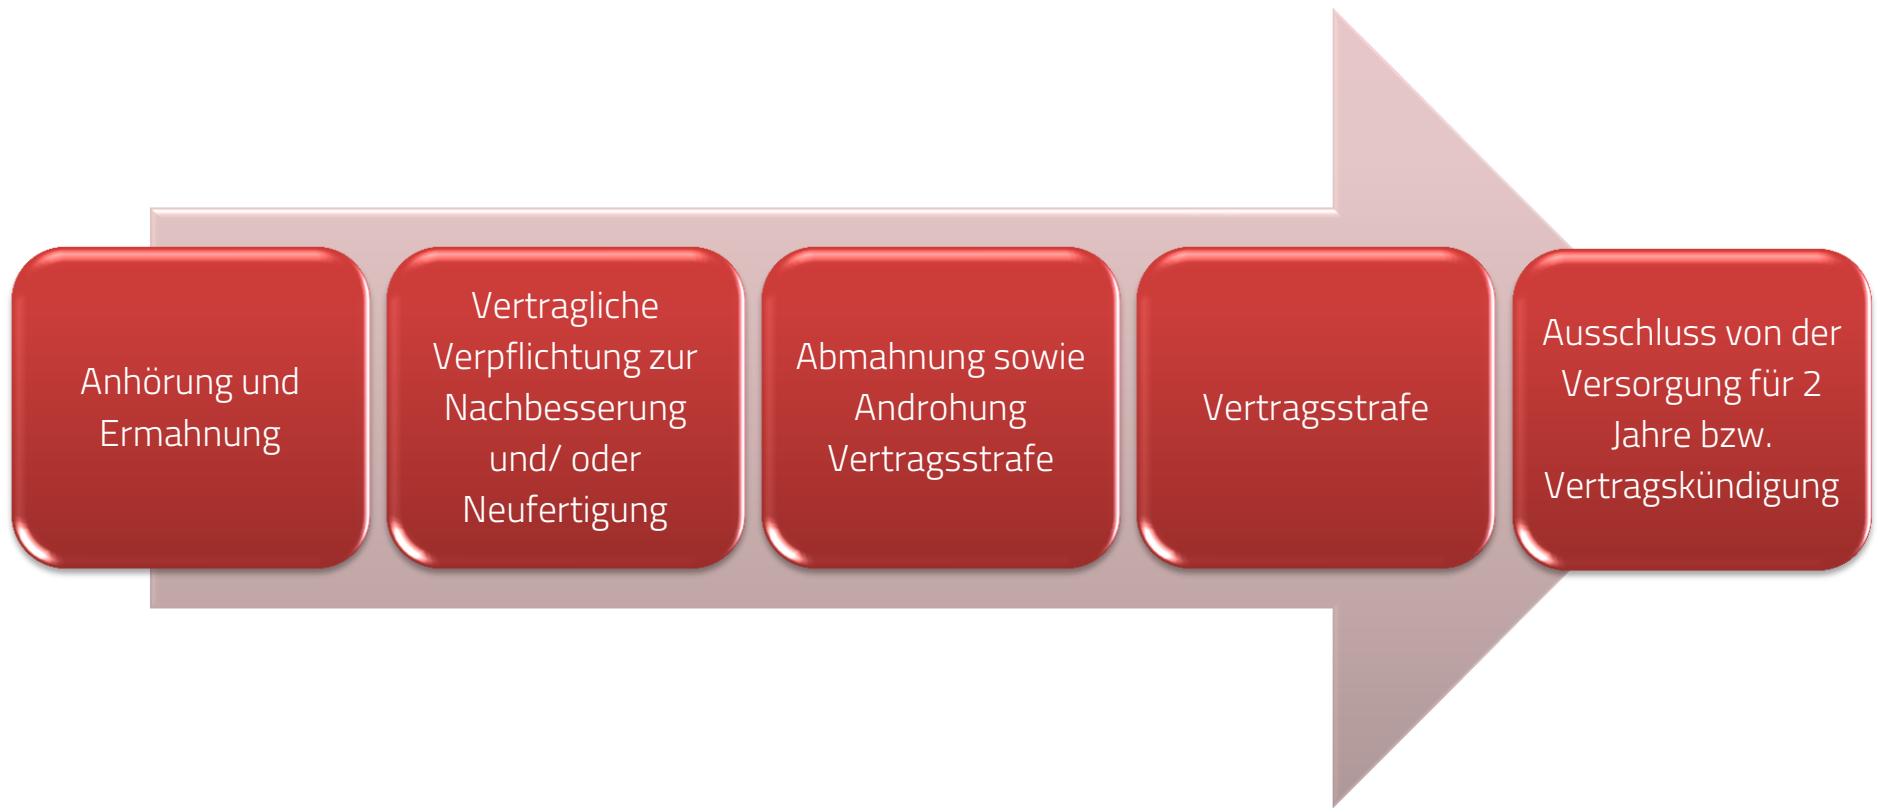 Anhörung und
Ermahnung
Vertragliche
Verpflichtung zur
Nachbesserung
und/ oder
Neufertigung
Abmahnung sowie
Androhung
Vertragsstrafe
Vertragsstrafe
Ausschluss von der
Versorgung für 2
Jahre bzw.
Vertragskündigung